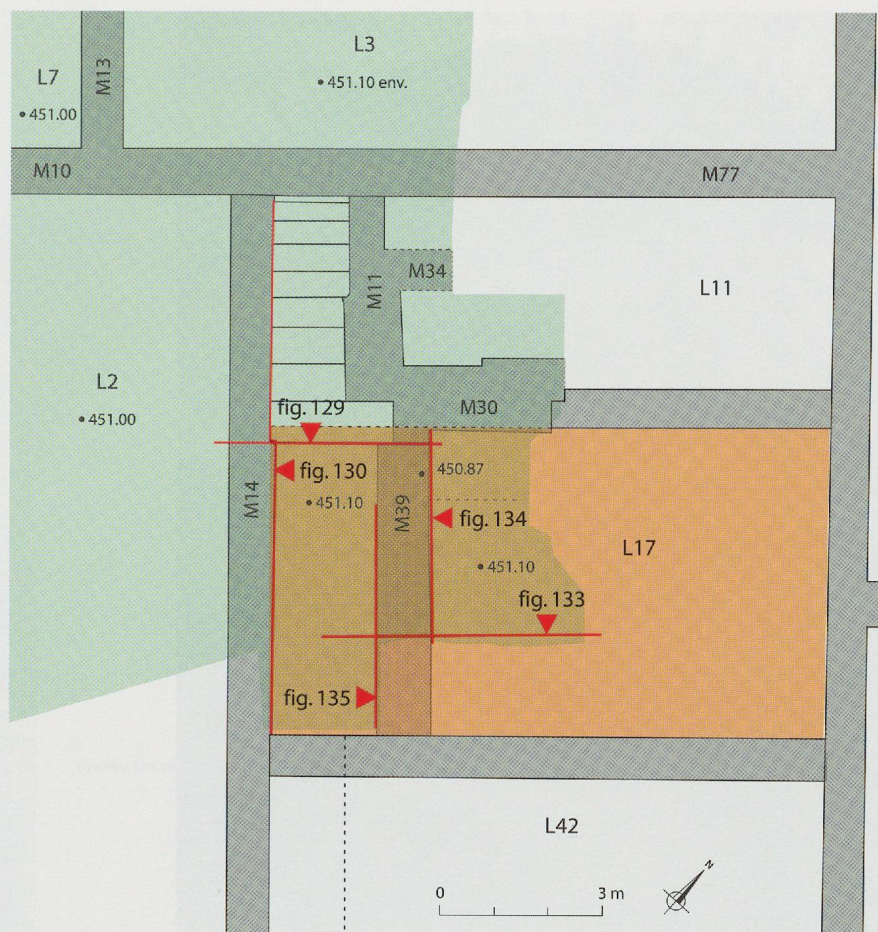 L3
L7
M13
451.10 env.
451.00
M10
M77
M34
M11
L11
L2
451.00
fig. 129
M30
fig. 130
450.87
451.10
M14
M39
fig. 134
L17
451.10
fig. 133
fig. 135
L42
N
0
3 m